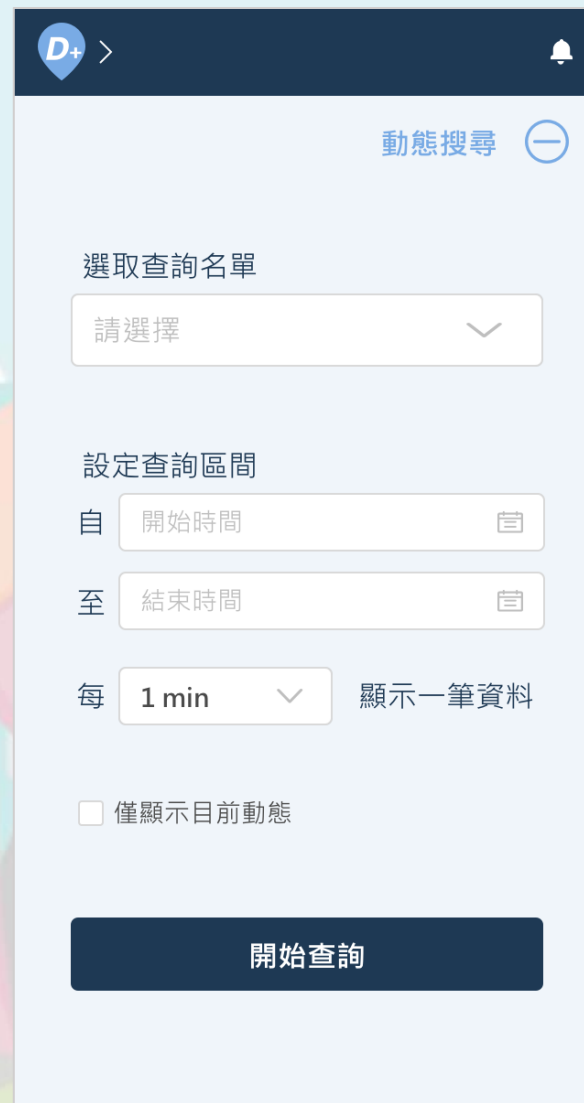 D+
動態搜尋
選取查詢名單
請選擇
設定查詢區間
自 開始時間
至 結束時間
每 1 min 顯示一筆資料
僅顯示目前動態
開始查詢